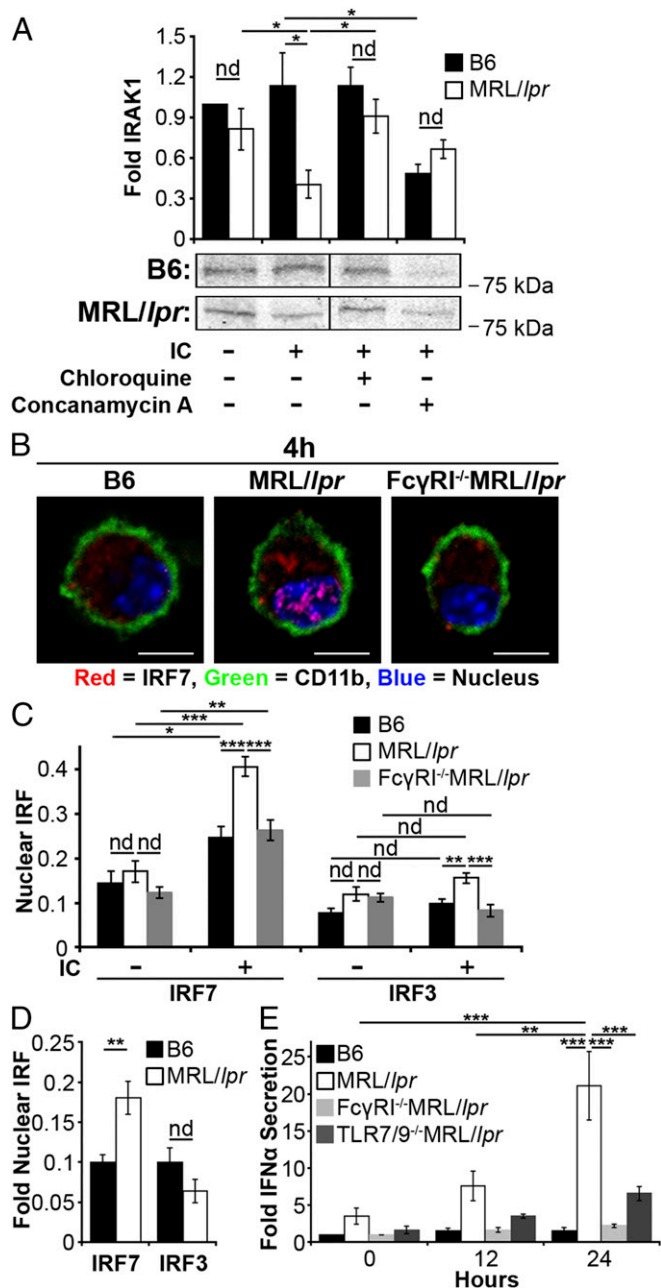 A
* 
* *
nd * nd nd
B6
MRL/lpr
Fold IRAK1
1.5
1.2
0.9
0.6
0.3
0
B6: –75 kDa
MRL/lpr: –75 kDa
IC – + + +
Chloroquine – – + –
Concanamycin A – – – +
B
4h
B6 MRL/lpr FcγRI-/-MRL/lpr
Red = IRF7, Green = CD11b, Blue = Nucleus
C
**
***
*
*** ***
nd nd
B6
MRL/lpr
FcγRI-/-MRL/lpr
nd
nd
nd
nd nd ** ***
Nuclear IRF
0.4
0.3
0.2
0.1
0
IC – + – +
IRF7 IRF3
D
** nd
B6
MRL/lpr
Fold Nuclear IRF
0.25
0.2
0.15
0.1
0.05
0
IRF7 IRF3
E
***
** ***
*** ***
B6
MRL/lpr
FcγRI-/-MRL/lpr
TLR7/9-/-MRL/lpr
Fold IFNα Secretion
25
20
15
10
5
0
0 12 24
Hours